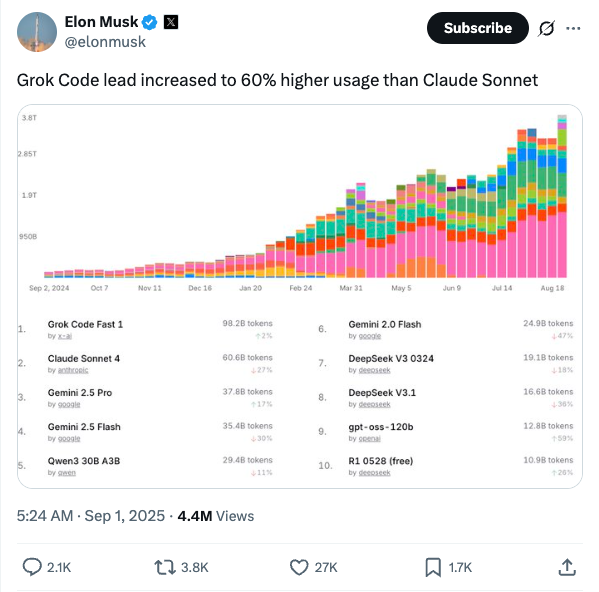 Elon Musk
@elonmusk
Subscribe
Grok Code lead increased to 60% higher usage than Claude Sonnet
3.8T
2.85T
1.9T
950B
Sep 2, 2024 Oct 7 Nov 11 Dec 16 Jan 20 Feb 24 Mar 31 May 5 Jun 9 Jul 14 Aug 18
1. Grok Code Fast 1 98.2B tokens
by x-ai ↑2%
2. Claude Sonnet 4 60.6B tokens
by anthropic ↓27%
3. Gemini 2.5 Pro 37.8B tokens
by google ↑17%
4. Gemini 2.5 Flash 35.4B tokens
by google ↓30%
5. Qwen3 30B A3B 29.4B tokens
by qwen ↓11%
6. Gemini 2.0 Flash 24.9B tokens
by google ↓47%
7. DeepSeek V3 0324 19.1B tokens
by deepseek ↓18%
8. DeepSeek V3.1 16.6B tokens
by deepseek ↓36%
9. gpt-oss-120b 12.8B tokens
by openai ↑59%
10. R1 0528 (free) 10.9B tokens
by deepseek ↑26%
5:24 AM · Sep 1, 2025 · 4.4M Views
2.1K 3.8K 27K 1.7K